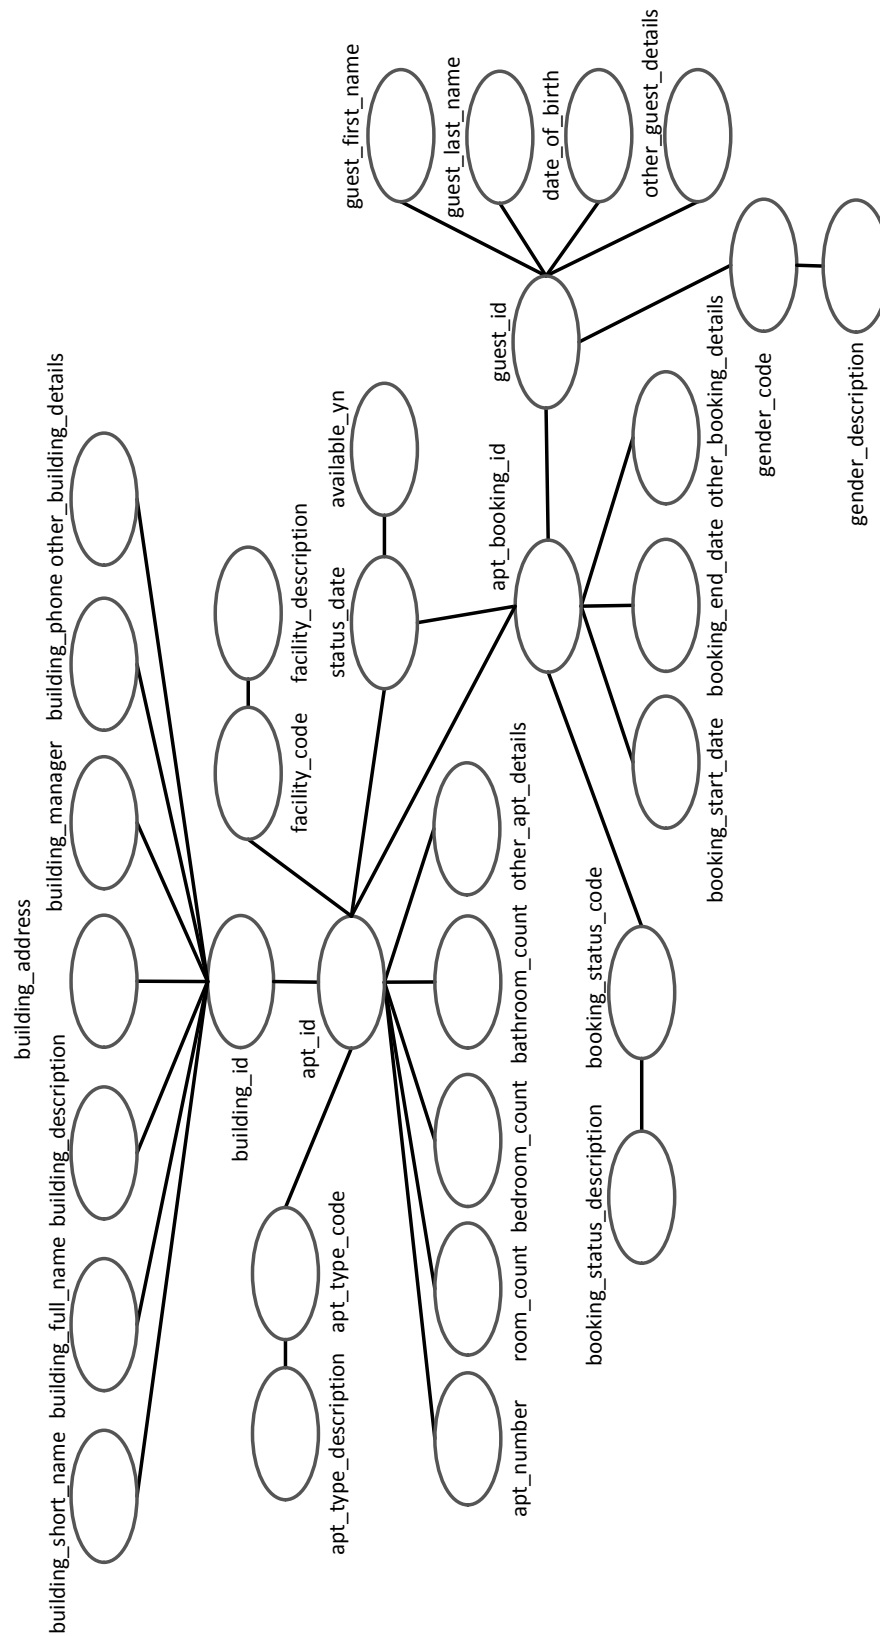 building_short_name
building_full_name
building_description
building_address
building_manager
building_phone
other_building_details
building_id
facility_code
facility_description
apt_id
apt_type_description
apt_type_code
status_date
available_yn
apt_number
room_count
bedroom_count
bathroom_count
other_apt_details
apt_booking_id
guest_id
guest_first_name
guest_last_name
date_of_birth
other_guest_details
booking_status_description
booking_status_code
booking_start_date
booking_end_date
other_booking_details
gender_code
gender_description